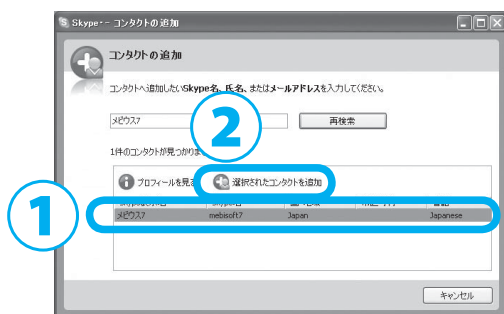 Skype™ - コンタクトの追加
コンタクトの追加
コンタクトへ追加したいSkype名、氏名、またはメールアドレスを入力してください。
メビウス7
再検索
2
1件のコンタクトが見つかりま
プロフィールを見 選択されたコンタクトを追加
1
メビウス7 mebisoft7 Japan Japanese
キャンセル